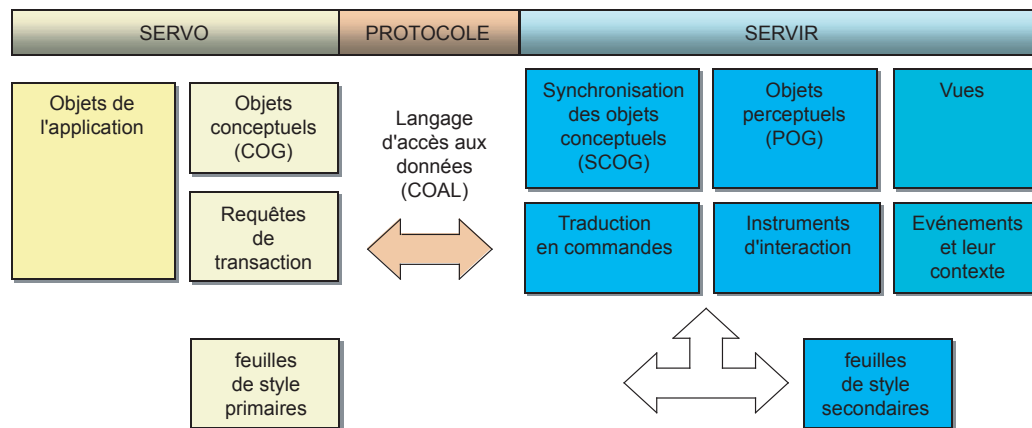 SERVO
PROTOCOLE
SERVIR
Objets de
l'application
Objets
conceptuels
(COG)
Requêtes
de
transaction
feuilles
de style
primaires
Langage
d'accès aux
données
(COAL)
Synchronisation
des objets
conceptuels
(SCOG)
Objets
perceptuels
(POG)
Vues
Traduction
en commandes
Instruments
d'interaction
Evénements
et leur
contexte
feuilles
de style
secondaires